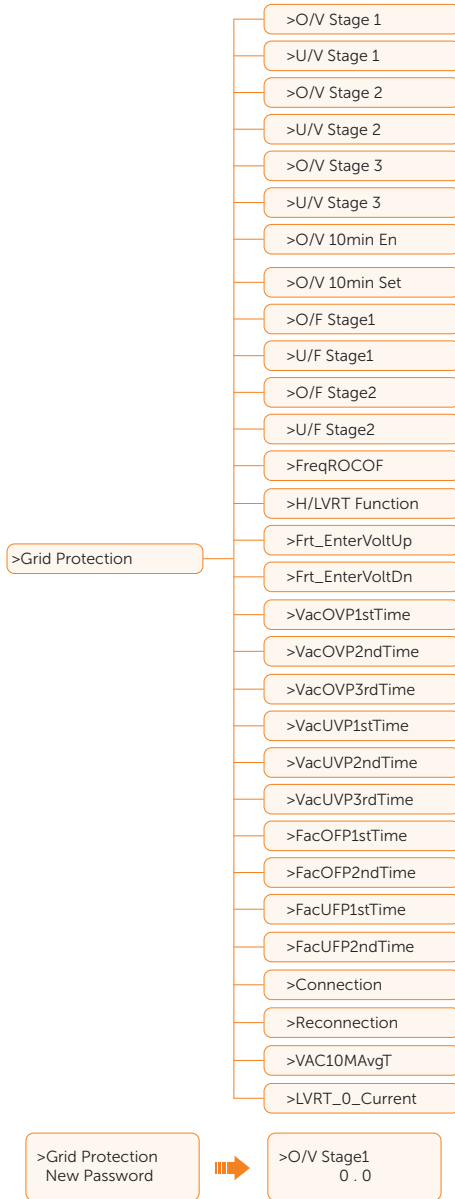 >O/V Stage 1
>U/V Stage 1
>O/V Stage 2
>U/V Stage 2
>O/V Stage 3
>U/V Stage 3
>O/V 10min En
>O/V 10min Set
>O/F Stage1
>U/F Stage1
>O/F Stage2
>U/F Stage2
>FreqROCOF
>H/LVRT Function
>Frt_EnterVoltUp
>Grid Protection
>Frt_EnterVoltDn
>VacOVP1stTime
>VacOVP2ndTime
>VacOVP3rdTime
>VacUVP1stTime
>VacUVP2ndTime
>VacUVP3rdTime
>FacOFP1stTime
>FacOFP2ndTime
>FacUFP1stTime
>FacUFP2ndTime
>Connection
>Reconnection
>VAC10MAvgT
>LVRT_0_Current
>Grid Protection
New Password
>O/V Stage1
0 . 0